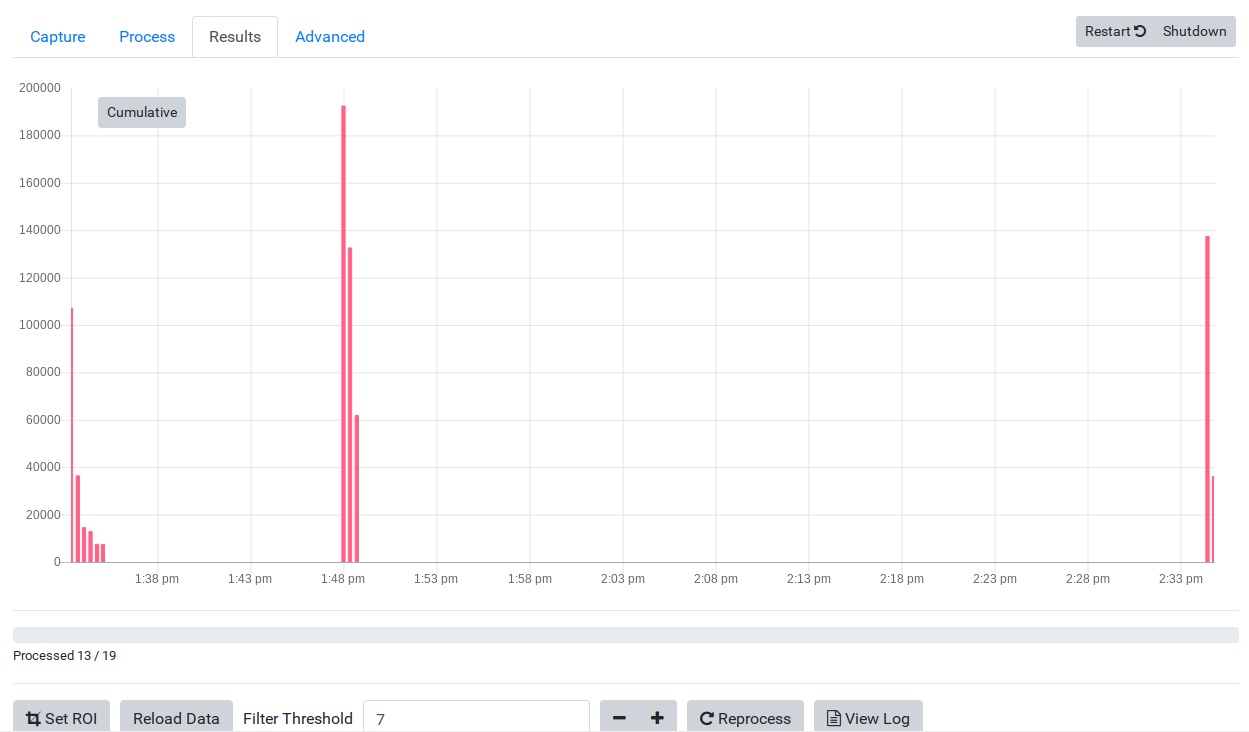 Capture Process Results Advanced Restart Shutdown
200000
Cumulative
180000
160000
140000
120000
100000
80000
60000
40000
20000
0
1:38 pm 1:43 pm 1:48 pm 1:53 pm 1:58 pm 2:03 pm 2:08 pm 2:13 pm 2:18 pm 2:23 pm 2:28 pm 2:33 pm
Processed 13 / 19
Set ROI Reload Data Filter Threshold 7 − + Reprocess View Log